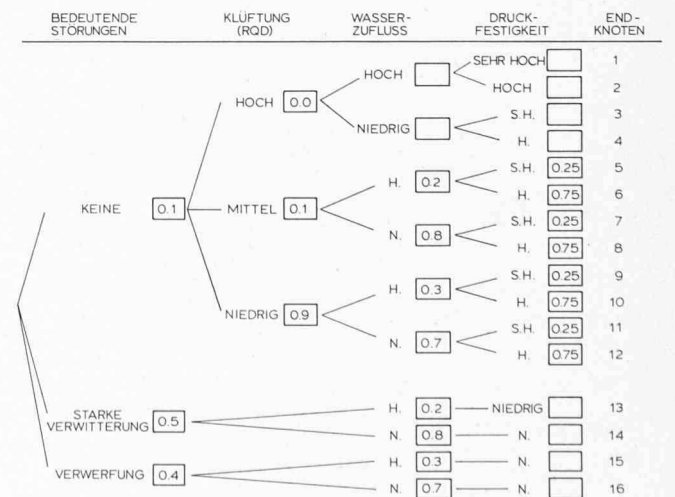 BEDEUTENDE STÖRUNGEN
KLÜFTUNG (RQD)
WASSER-ZUFLUSS
DRUCK-FESTIGKEIT
END-KNOTEN
SEHR HOCH 1
HOCH
HOCH 2
HOCH 0.0
S.H. 3
NIEDRIG
H. 4
S.H. 0.25 5
H. 0.2
H. 0.75 6
KEINE 0.1 MITTEL 0.1
S.H. 0.25 7
N. 0.8
H. 0.75 8
S.H. 0.25 9
H. 0.3
H. 0.75 10
NIEDRIG 0.9
S.H. 0.25 11
N. 0.7
H. 0.75 12
H. 0.2 NIEDRIG 13
STARKE VERWITTERUNG 0.5
N. 0.8 N. 14
H. 0.3 N. 15
VERWERFUNG 0.4
N. 0.7 N. 16